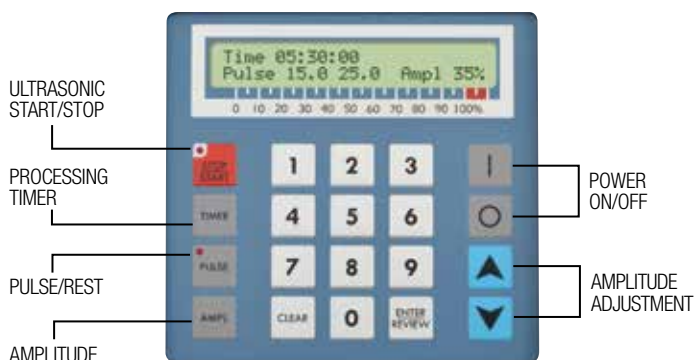 Time 05:30:00
Pulse 15.0 25.0 Ampl 35%
0 10 20 30 40 50 60 70 80 90 100%
ULTRASONIC
START/STOP
STOP
START
1 2 3
I
POWER
ON/OFF
PROCESSING
TIMER
TIMER
4 5 6
O
PULSE/REST
PULSE
7 8 9
AMPLITUDE
ADJUSTMENT
AMPLITUDE
AMPL
CLEAR
0
ENTER
REVIEW